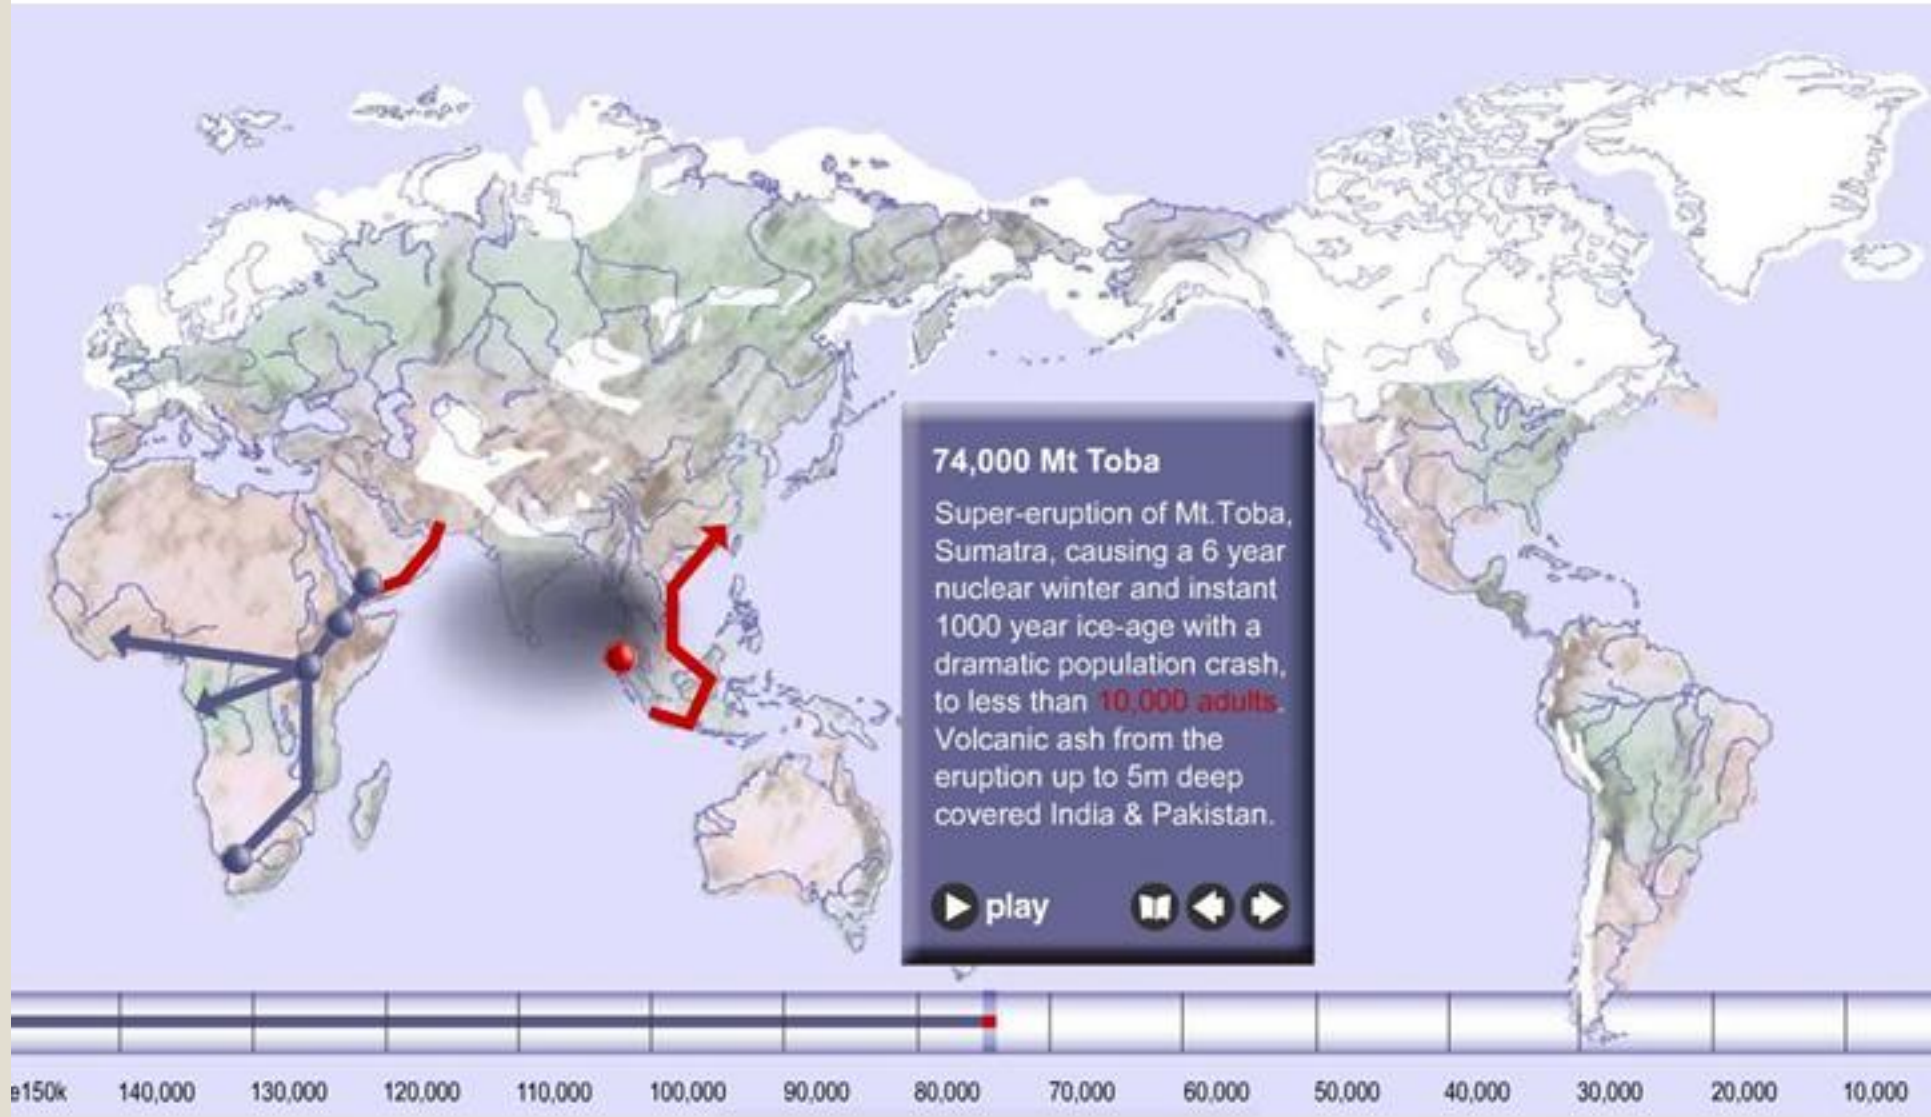 74,000 Mt Toba
Super-eruption of Mt.Toba,
Sumatra, causing a 6 year
nuclear winter and instant
1000 year ice-age with a
dramatic population crash,
to less than 10,000 adults.
Volcanic ash from the
eruption up to 5m deep
covered India & Pakistan.
play
e150k 140,000 130,000 120,000 110,000 100,000 90,000 80,000 70,000 60,000 50,000 40,000 30,000 20,000 10,000